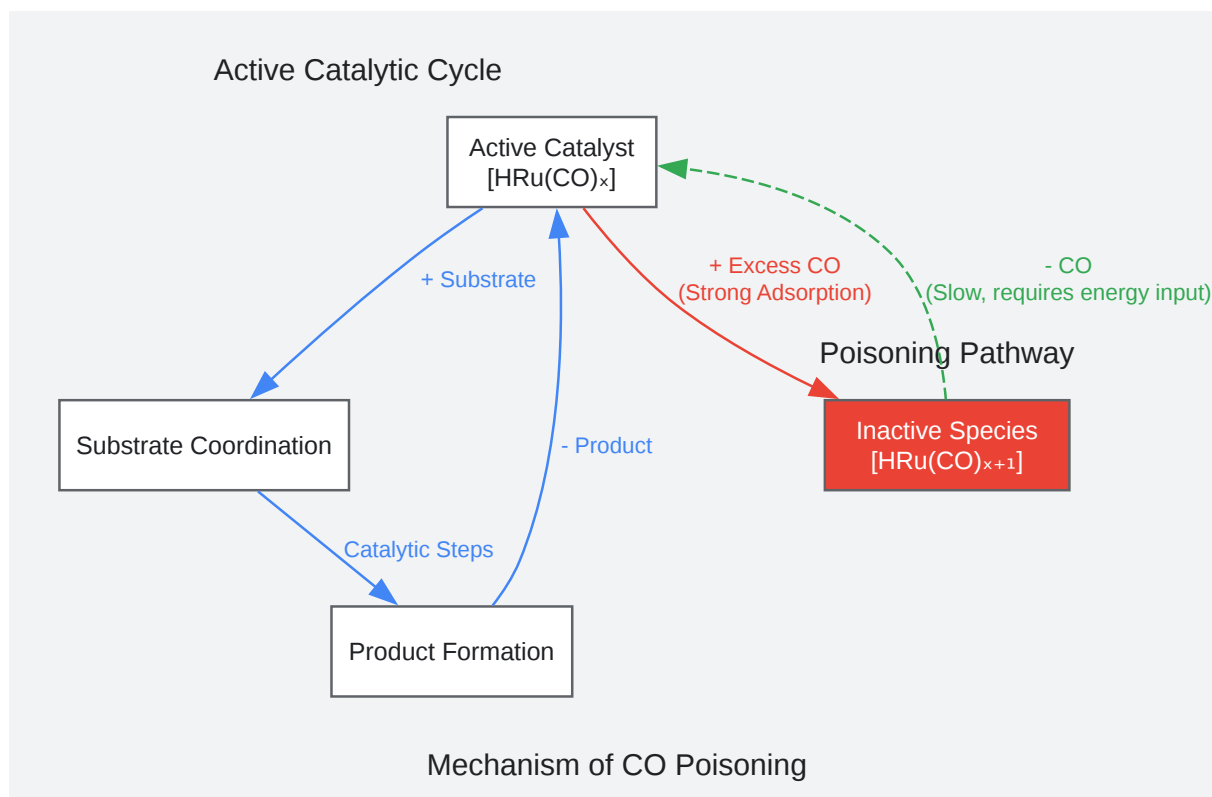 Active Catalytic Cycle
Active Catalyst
[HRu(CO)ₓ]
+ Substrate
+ Excess CO
(Strong Adsorption)
- CO
(Slow, requires energy input)
Poisoning Pathway
Substrate Coordination
- Product
Inactive Species
[HRu(CO)ₓ₊₁]
Catalytic Steps
Product Formation
Mechanism of CO Poisoning